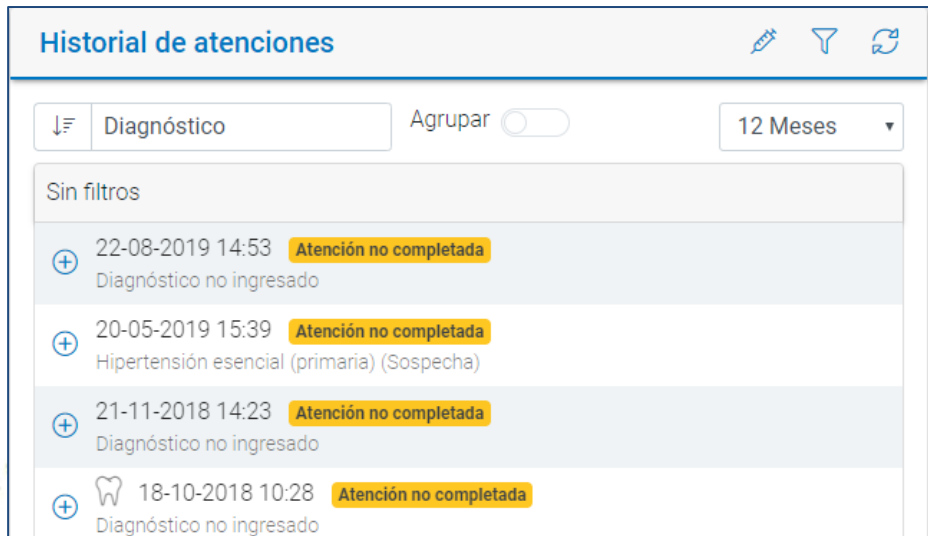 Historial de atenciones
Diagnóstico Agrupar 12 Meses
Sin filtros
22-08-2019 14:53 Atención no completada
Diagnóstico no ingresado
20-05-2019 15:39 Atención no completada
Hipertensión esencial (primaria) (Sospecha)
21-11-2018 14:23 Atención no completada
Diagnóstico no ingresado
18-10-2018 10:28 Atención no completada
Diagnóstico no ingresado